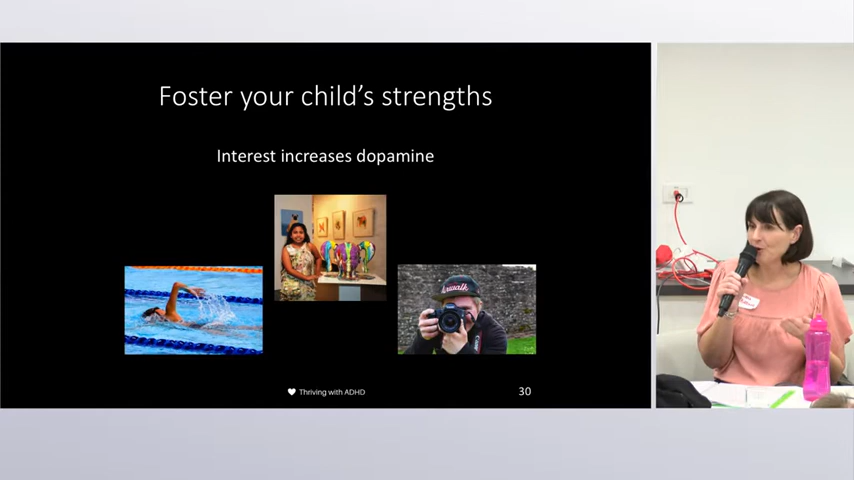 Foster your child's strengths
Interest increases dopamine
Thriving with ADHD
30